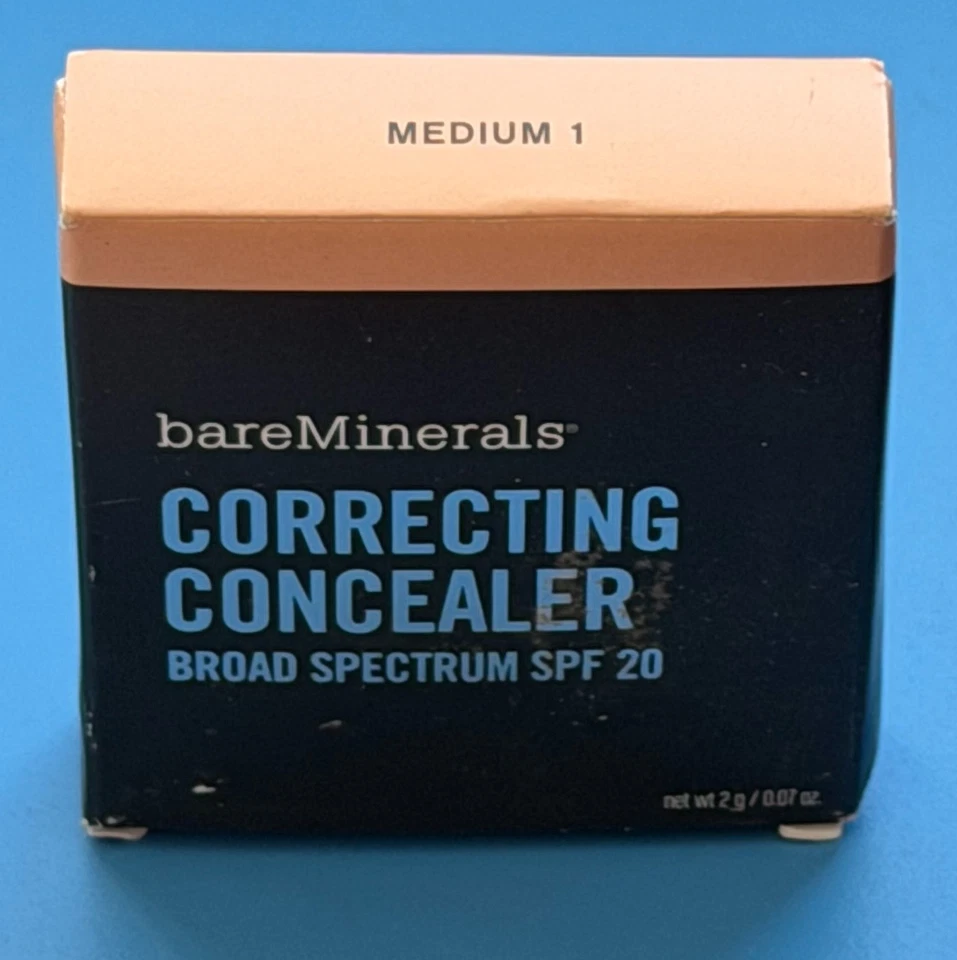 MEDIUM 1
bareMinerals®
CORRECTING
CONCEALER
BROAD SPECTRUM SPF 20
net wt 2 g / 0.07 oz.